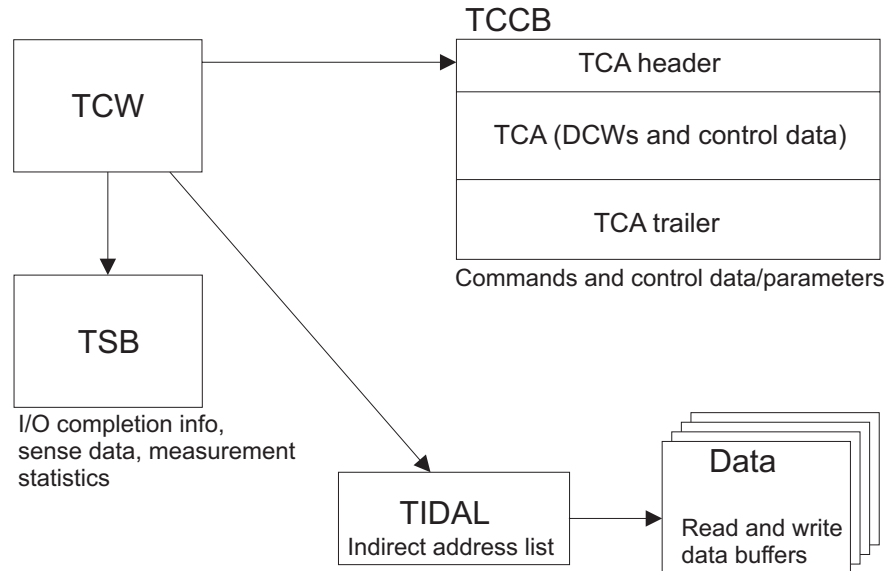 TCCB
TCW
TCA header
TCA (DCWs and control data)
TCA trailer
Commands and control data/parameters
TSB
I/O completion info,
sense data, measurement
statistics
TIDAL
Indirect address list
Data
Read and write
data buffers